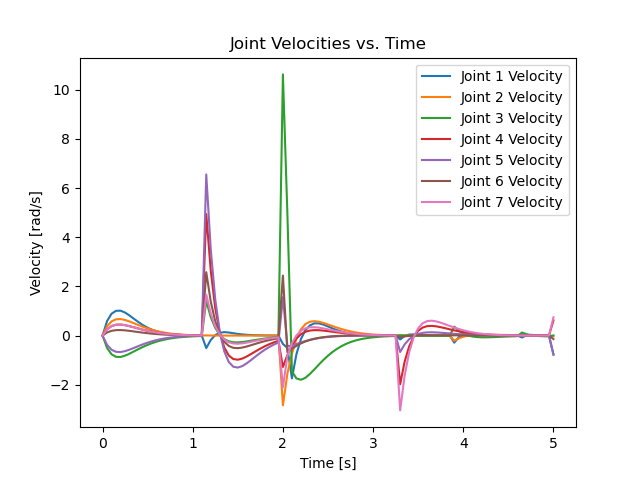 Joint Velocities vs. Time
Velocity [rad/s]
10
8
6
4
2
0
−2
0
1
2
3
4
5
Time [s]
Joint 1 Velocity
Joint 2 Velocity
Joint 3 Velocity
Joint 4 Velocity
Joint 5 Velocity
Joint 6 Velocity
Joint 7 Velocity